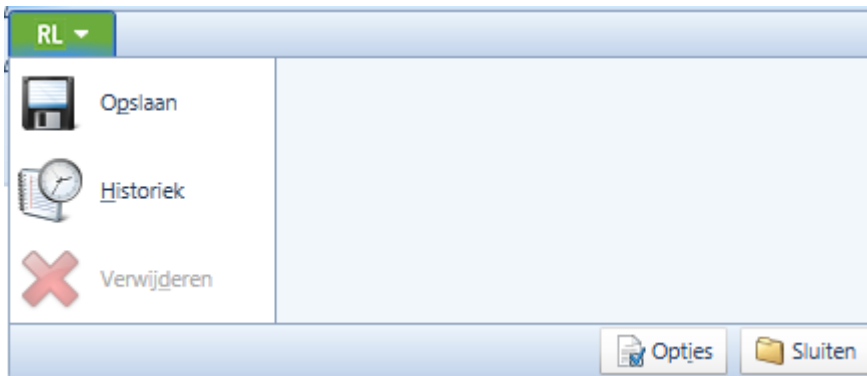 RL
Opslaan
Historiek
Verwijderen
Opties Sluiten